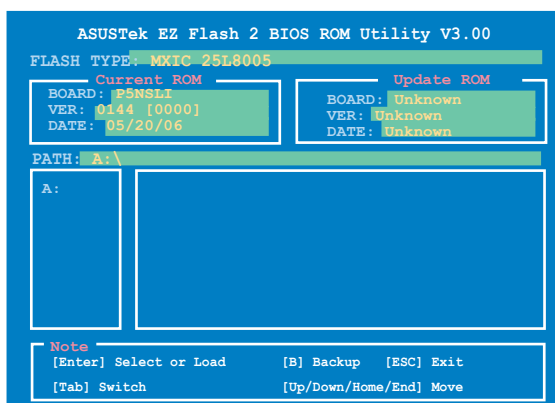 ASUSTek EZ Flash 2 BIOS ROM Utility V3.00
FLASH TYPE: MXIC 25L8005
Current ROM
BOARD: P5NSLI
VER: 0144 [0000]
DATE: 05/20/06
Update ROM
BOARD: Unknown
VER: Unknown
DATE: Unknown
PATH: A:\
A:
Note
[Enter] Select or Load [B] Backup [ESC] Exit
[Tab] Switch [Up/Down/Home/End] Move